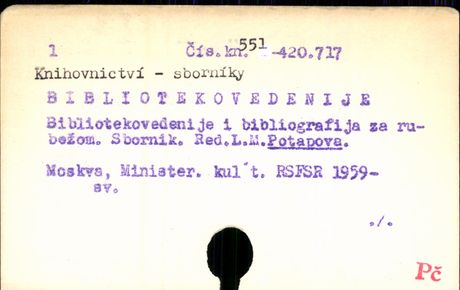 1 Čís.kn. 551 -420.717
Knihovnictví - sborníky
BIBLIOTEKOVEDENIJE
Bibliotekovedenije i bibliografija za ru-
bežom. Sborník. Red.L.M.Potapova.
Moskva, Minister. kul´t. RSFSR 1959-
sv.
./.
Pč